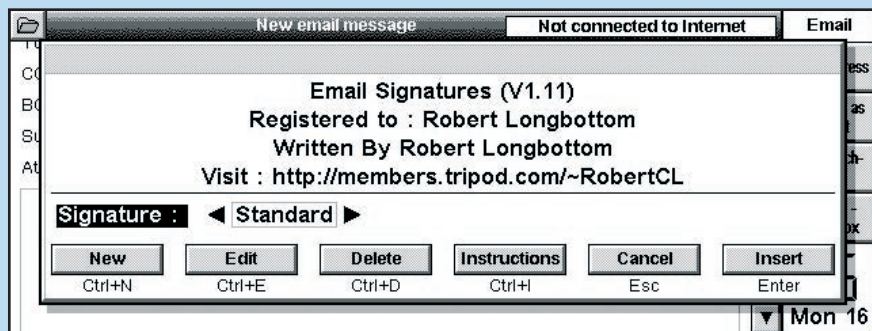 New email message Not connected to Internet Email
CC
Email Signatures (V1.11)
Registered to : Robert Longbottom
Written By Robert Longbottom
Visit : http://members.tripod.com/~RobertCL
Signature : Standard
New Edit Delete Instructions Cancel Insert
Ctrl+N Ctrl+E Ctrl+D Ctrl+I Esc Enter
Mon 16